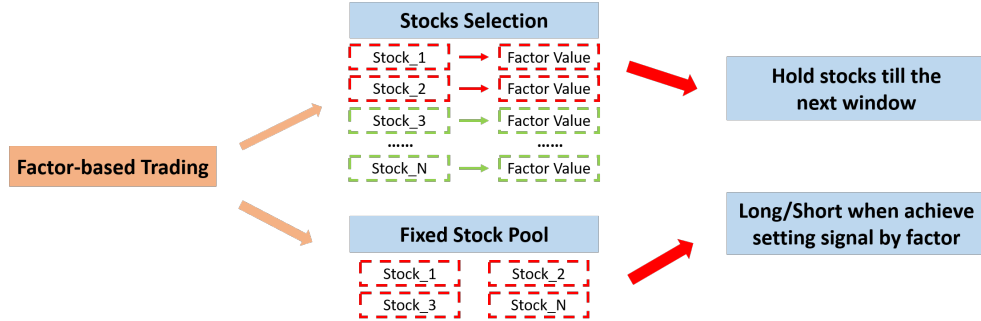 Factor-based Trading
Stocks Selection
Stock_1 Factor Value
Stock_2 Factor Value
Stock_3 Factor Value
...... ......
Stock_N Factor Value
Hold stocks till the
next window
Fixed Stock Pool
Stock_1 Stock_2
Stock_3 Stock_N
Long/Short when achieve
setting signal by factor